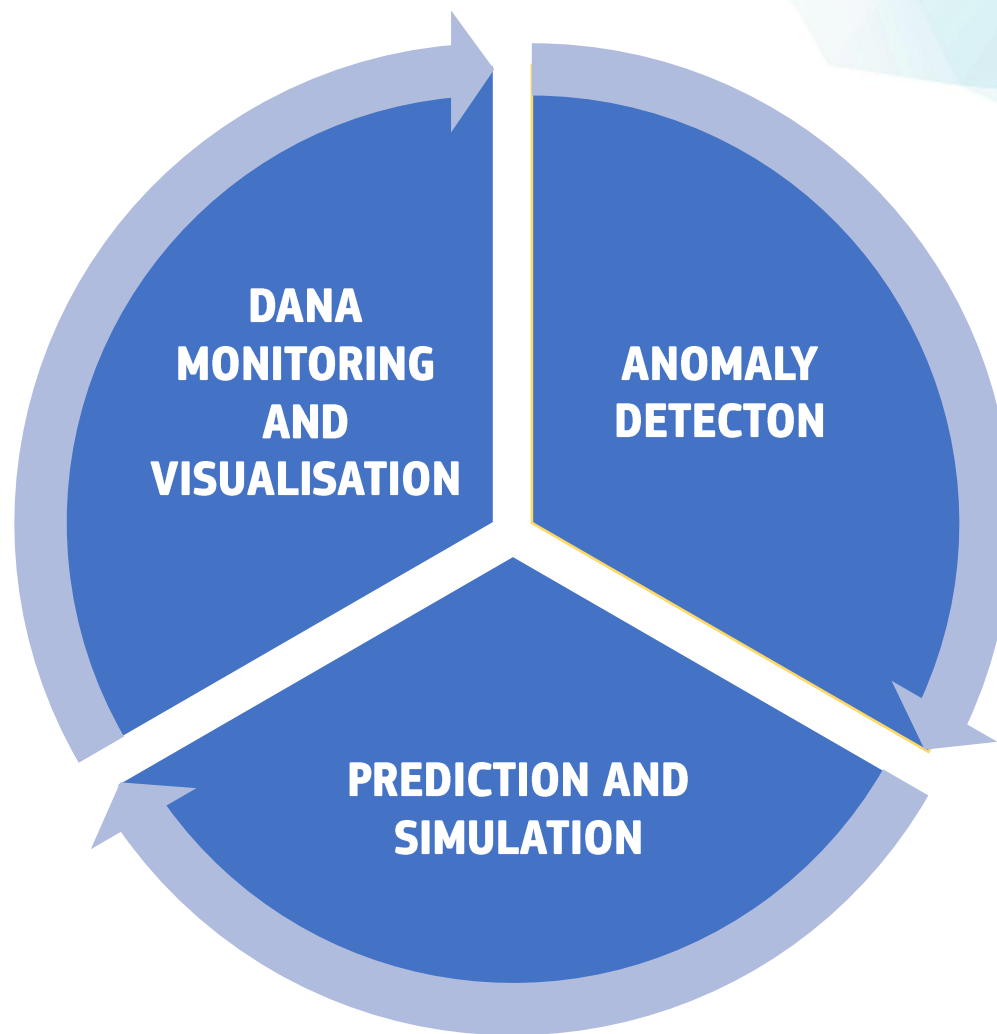 DANA
MONITORING
AND
VISUALISATION
ANOMALY
DETECTON
PREDICTION AND
SIMULATION